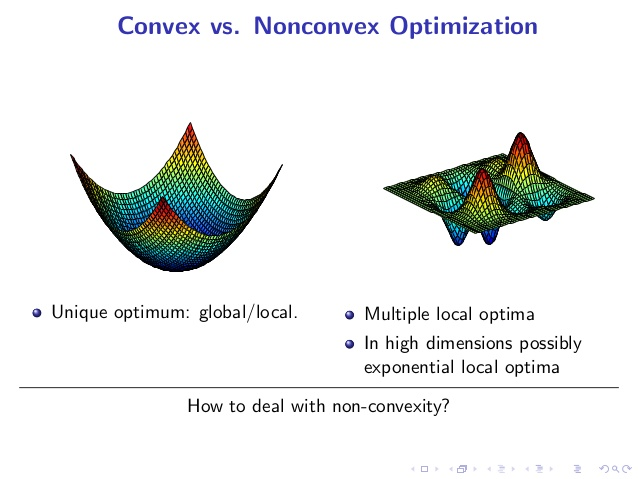 Convex vs. Nonconvex Optimization
Unique optimum: global/local.
Multiple local optima
In high dimensions possibly
exponential local optima
How to deal with non-convexity?